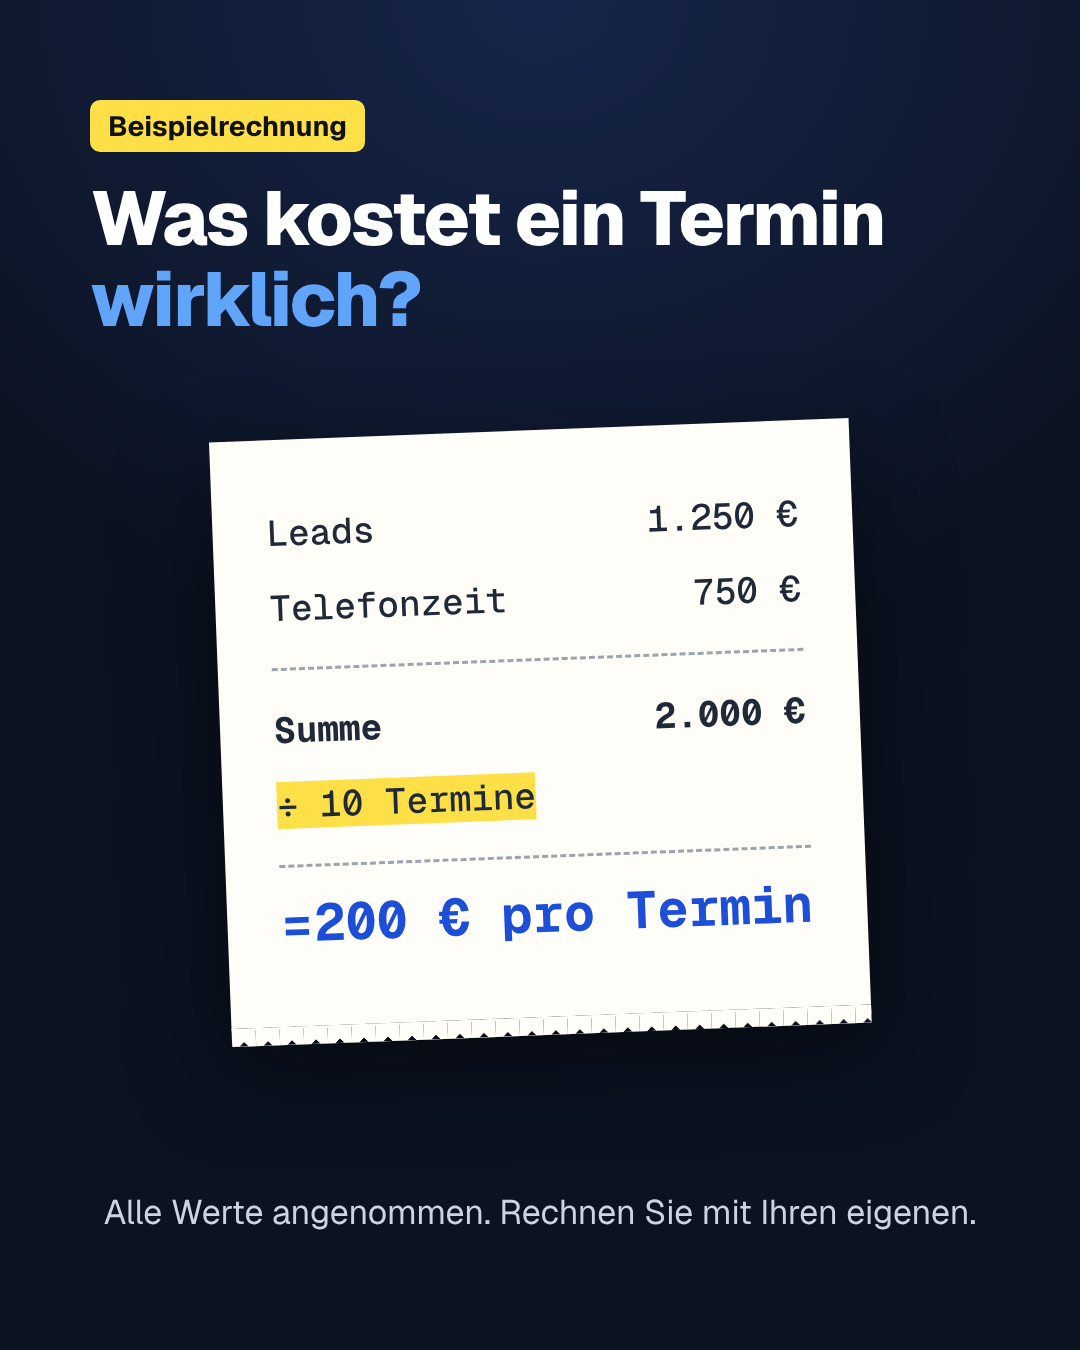 Beispielrechnung
Was kostet ein Termin
wirklich?
Leads 1.250 €
Telefonzeit 750 €
Summe 2.000 €
÷ 10 Termine
=200 € pro Termin
Alle Werte angenommen. Rechnen Sie mit Ihren eigenen.